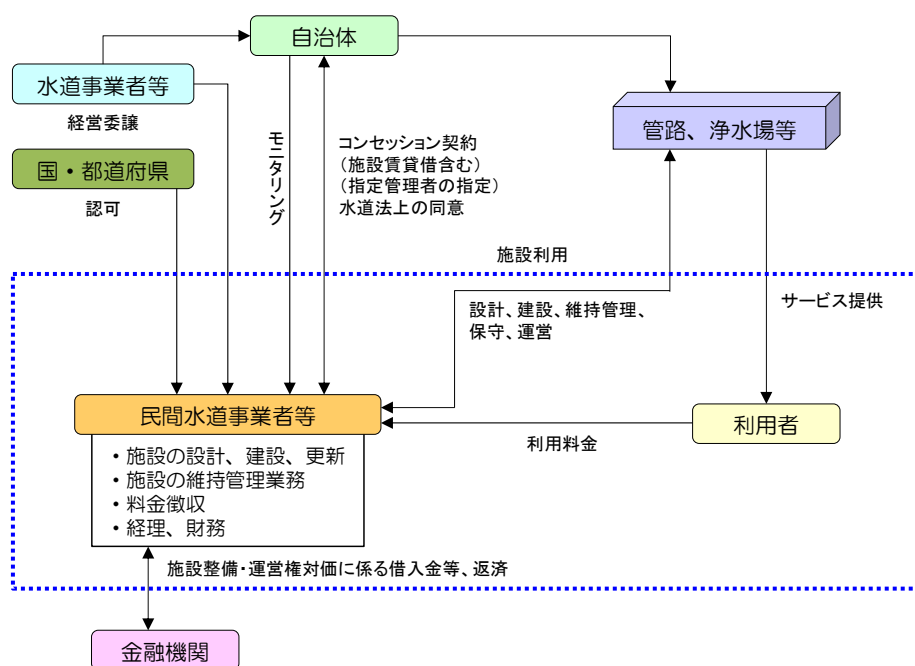 自治体
水道事業者等
経営委譲
国・都道府県
認可
モニタリング
コンセッション契約
(施設賃貸借含む)
(指定管理者の指定)
水道法上の同意
管路、浄水場等
施設利用
設計、建設、維持管理、
保守、運営
サービス提供
民間水道事業者等
・施設の設計、建設、更新
・施設の維持管理業務
・料金徴収
・経理、財務
利用料金
利用者
施設整備・運営権対価に係る借入金等、返済
金融機関